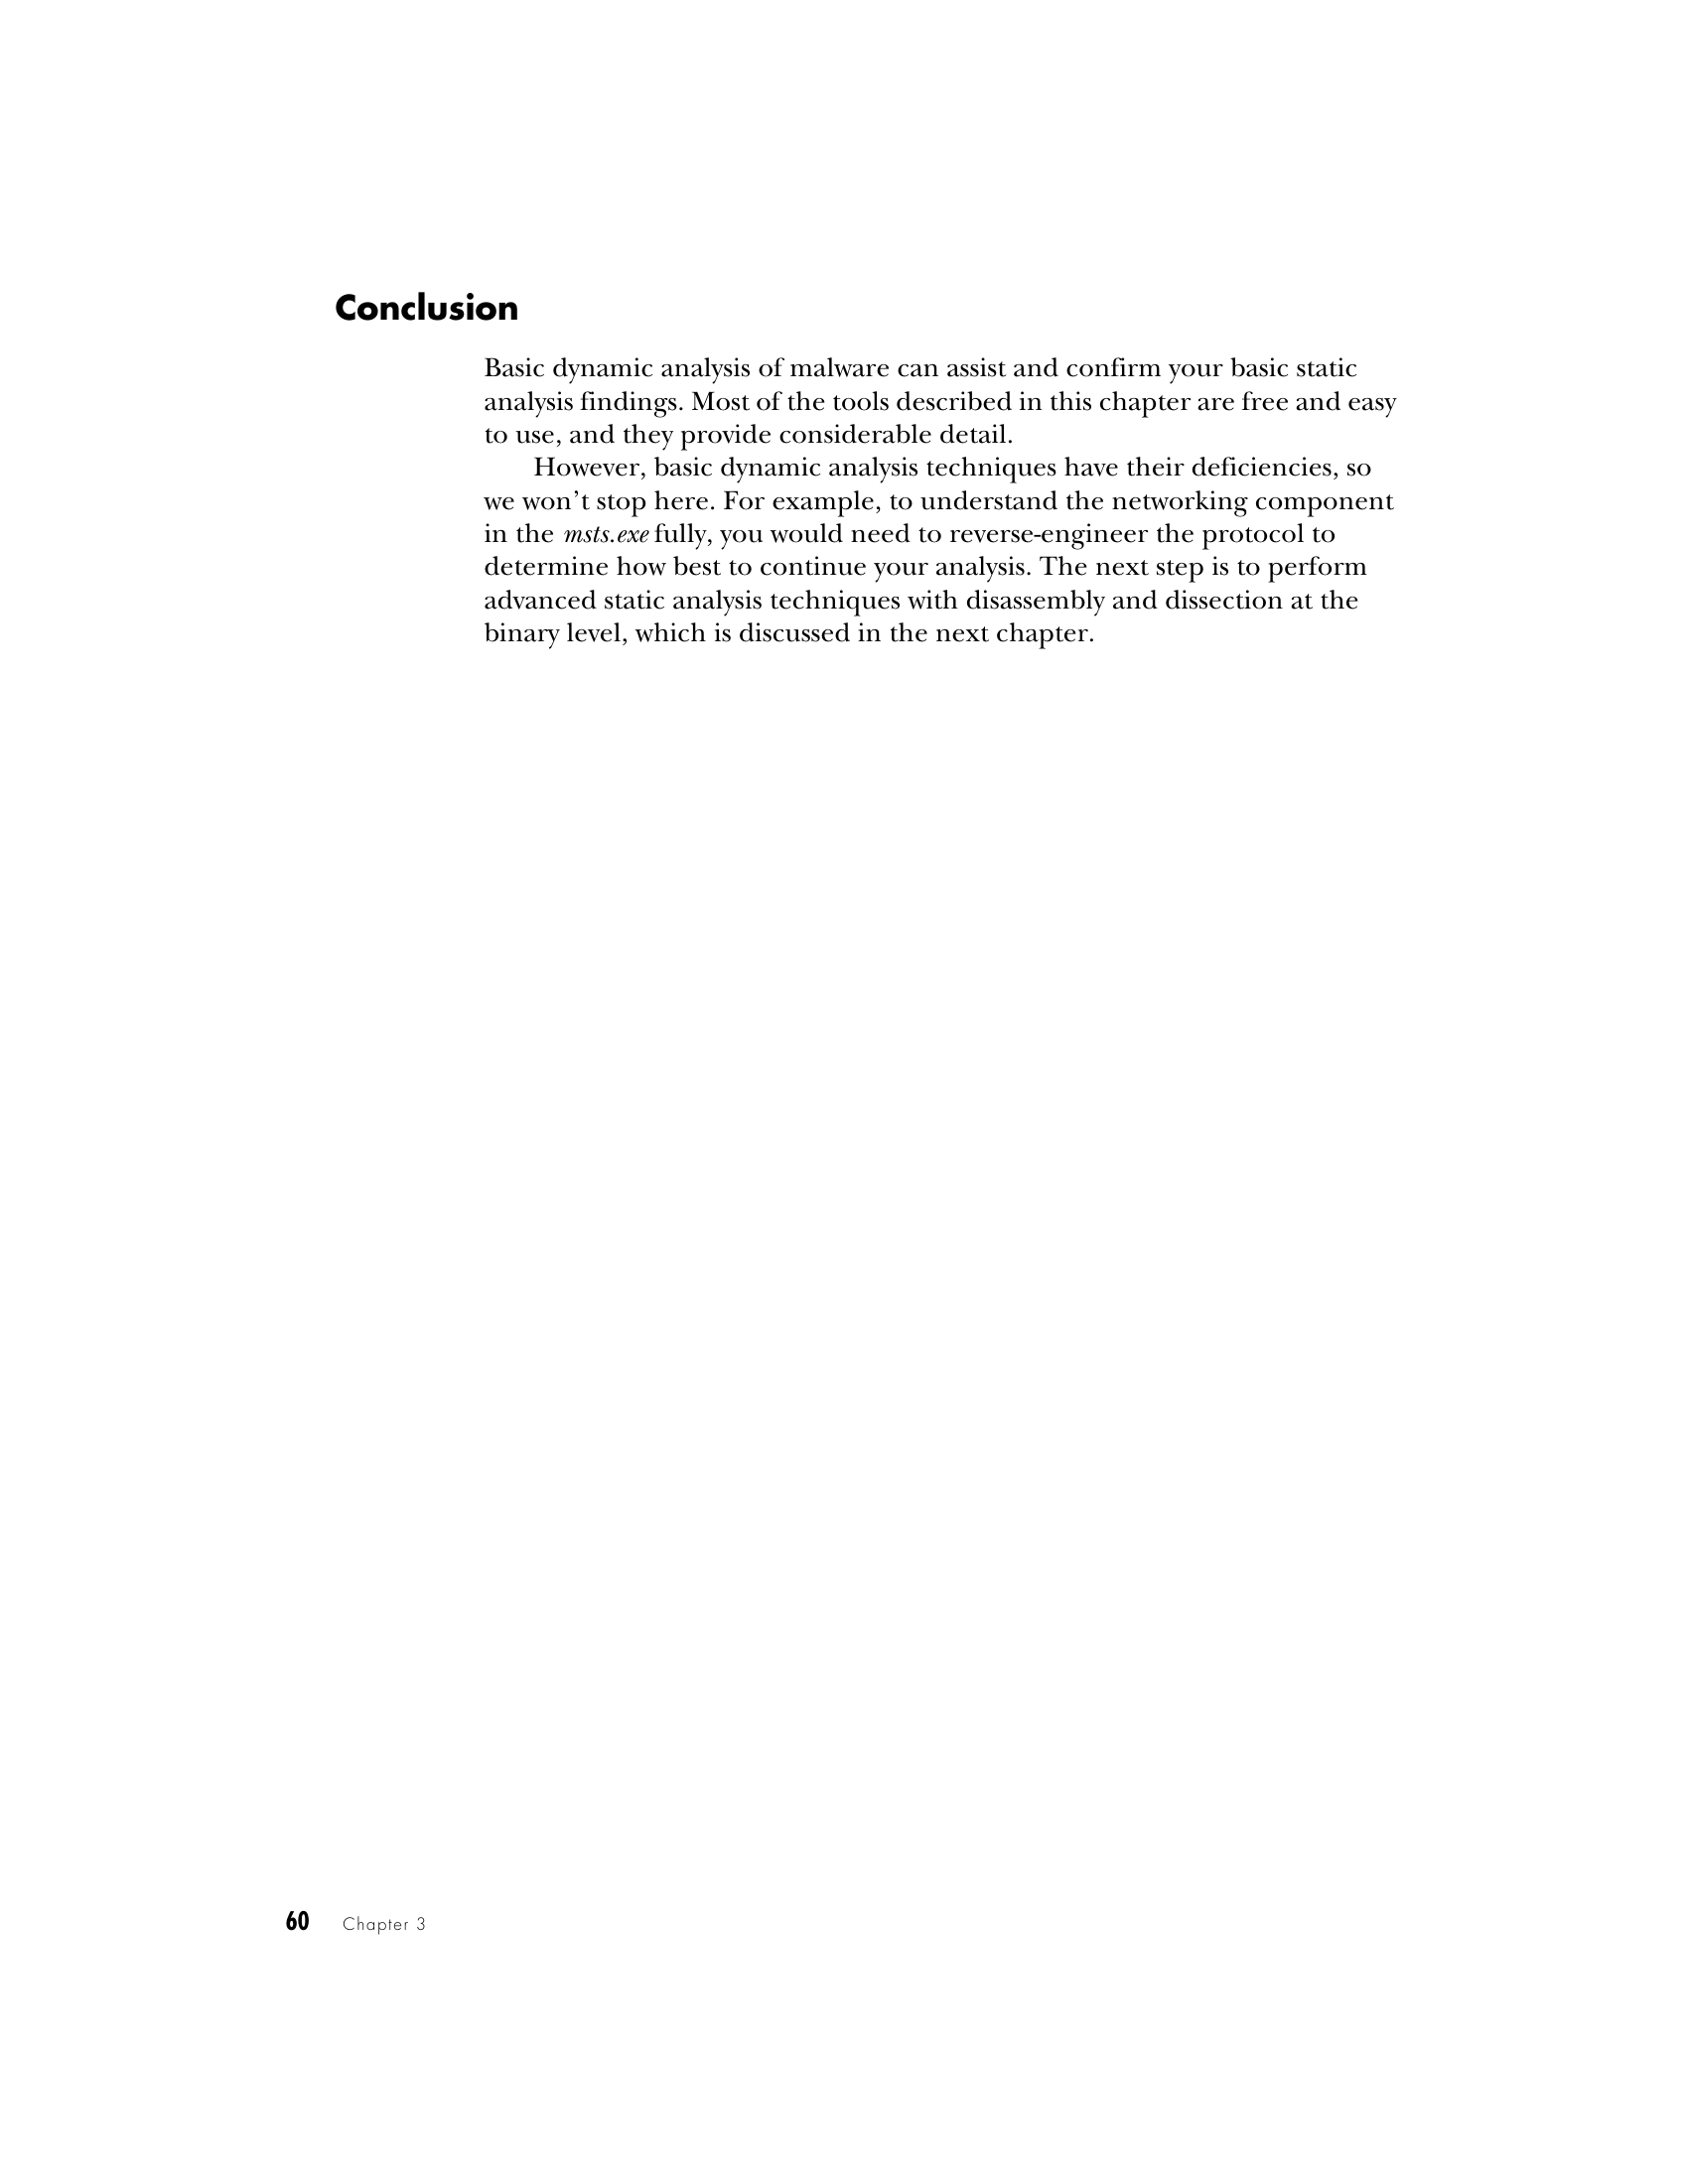 Conclusion
Basic dynamic analysis of malware can assist and confirm your basic static
analysis findings. Most of the tools described in this chapter are free and easy
to use, and they provide considerable detail.
However, basic dynamic analysis techniques have their deficiencies, so
we won’t stop here. For example, to understand the networking component
in the msts.exe fully, you would need to reverse-engineer the protocol to
determine how best to continue your analysis. The next step is to perform
advanced static analysis techniques with disassembly and dissection at the
binary level, which is discussed in the next chapter.
60 Chapter 3